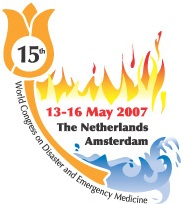 15th
13-16 May 2007
The Netherlands
Amsterdam
World Congress on Disaster and Emergency Medicine